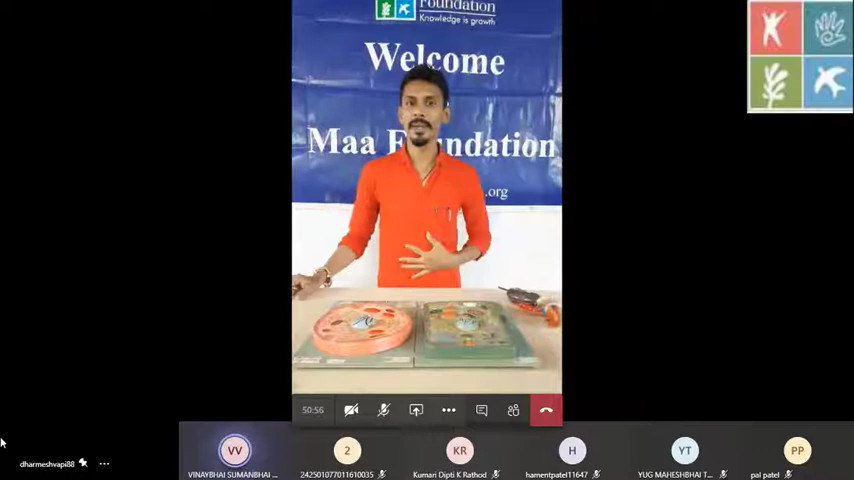 Foundation
Knowledge is growth
Welcome
Maa Foundation
.org
50:56
VV
2
KR
H
YT
PP
dharmeshvapi88
VINAYBHAI SUMANBHAI ...
242501077011610035
Kumari Dipti K Rathod
hamentpatel11647
YUG MAHESHBHAI T...
pal patel